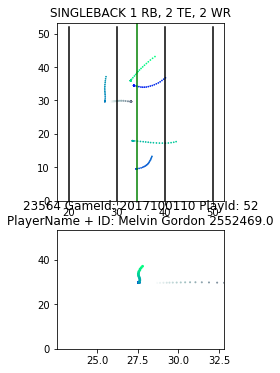 SINGLEBACK 1 RB, 2 TE, 2 WR
50
40
30
20
10
0
20 30 40 50
23564 GameId: 2017100110 PlayId: 52
PlayerName + ID: Melvin Gordon 2552469.0
40
20
0
25.0 27.5 30.0 32.5